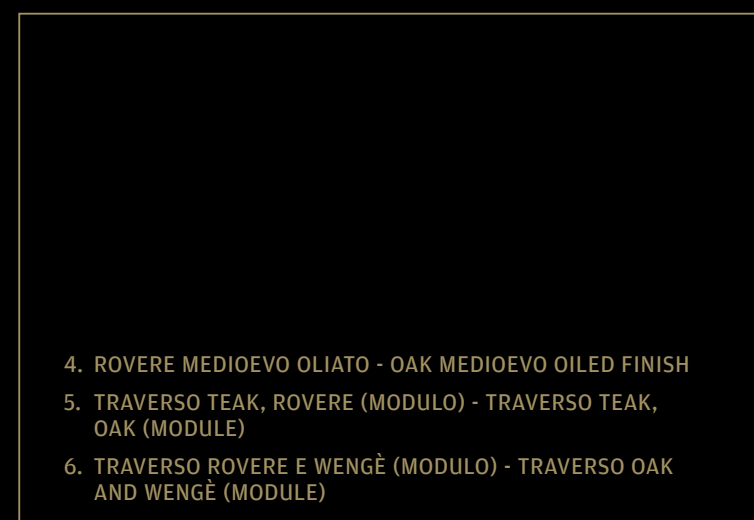 4. ROVERE MEDIOEVO OLIATO - OAK MEDIOEVO OILED FINISH
5. TRAVERSO TEAK, ROVERE (MODULO) - TRAVERSO TEAK,
OAK (MODULE)
6. TRAVERSO ROVERE E WENGÈ (MODULO) - TRAVERSO OAK
AND WENGÈ (MODULE)